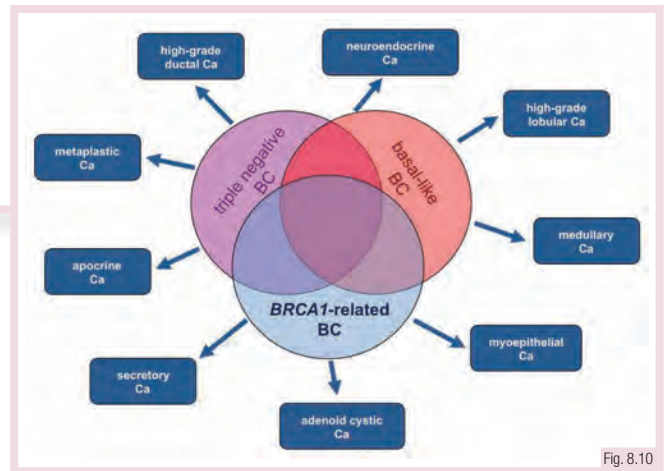 neuroendocrine
Ca
high-grade
ductal Ca
high-grade
lobular Ca
metaplastic
Ca
triple negative
BC
basal-like
BC
medullary
Ca
apocrine
Ca
BRCA1-related
BC
myoepithelial
Ca
secretory
Ca
adenoid cystic
Ca
Fig. 8.10